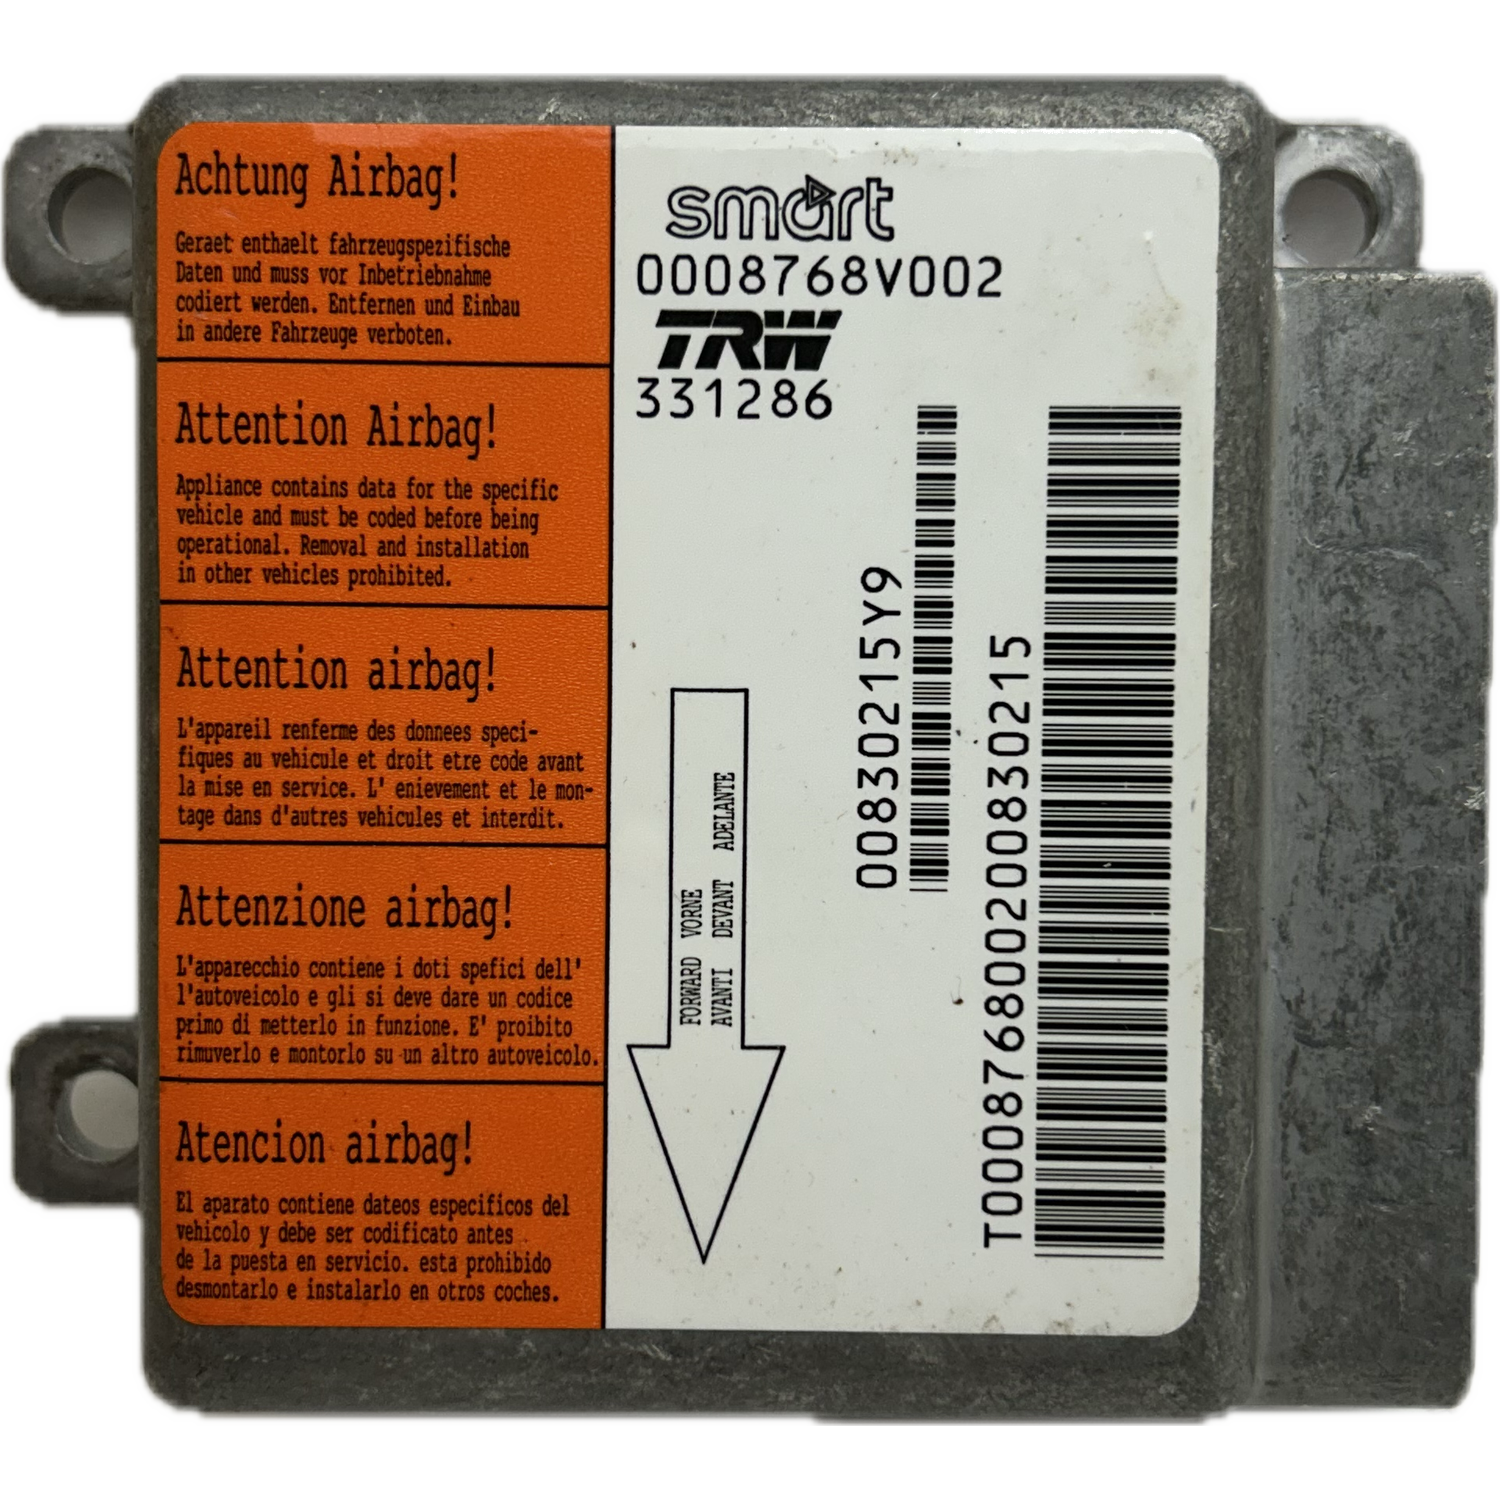 Achtung Airbag!
Geraet enthaelt fahrzeugspezifische
Daten und muss vor Inbetriebnahme
codiert werden. Entfernen und Einbau
in andere Fahrzeuge verboten.
Attention Airbag!
Appliance contains data for the specific
vehicle and must be coded before being
operational. Removal and installation
in other vehicles prohibited.
Attention airbag!
L'appareil renferme des donnees speci-
fiques au vehicule et droit etre code avant
la mise en service. L' enievement et le mon-
tage dans d'autres vehicules et interdit.
Attenzione airbag!
L'apparecchio contiene i doti spefici dell'
l'autoveicolo e gli si deve dare un codice
primo di metterlo in funzione. E' proibito
rimuverlo e montorlo su un altro autoveicolo.
Atencion airbag!
El aparato contiene dateos especificos del
vehicolo y debe ser codificato antes
de la puesta en servicio. esta prohibido
desmontarlo e instalarlo en otros coches.
smart
0008768V002
TRW
331286
FORWARD VORNE
AVANTI DEVANT ADELANTE
00830215Y9
T00087680020083​0215